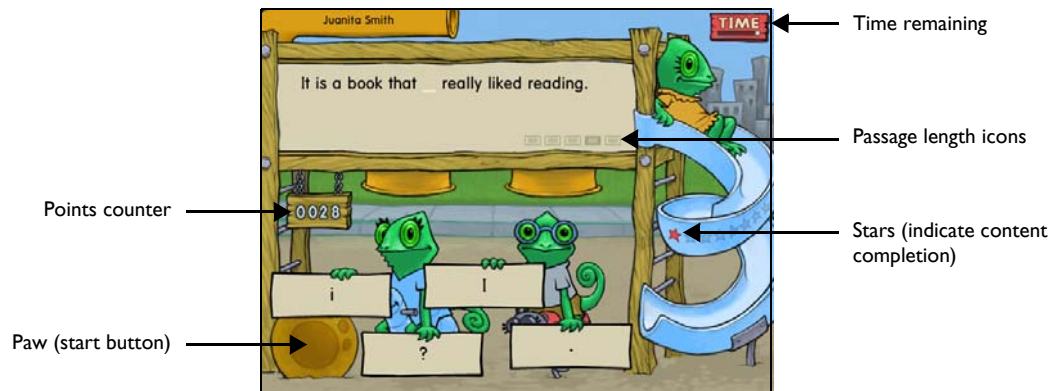 Juanita Smith
TIME
Time remaining
It is a book that __ really liked reading.
Passage length icons
Points counter
0028
Stars (indicate content
completion)
i
I
Paw (start button)
?
.